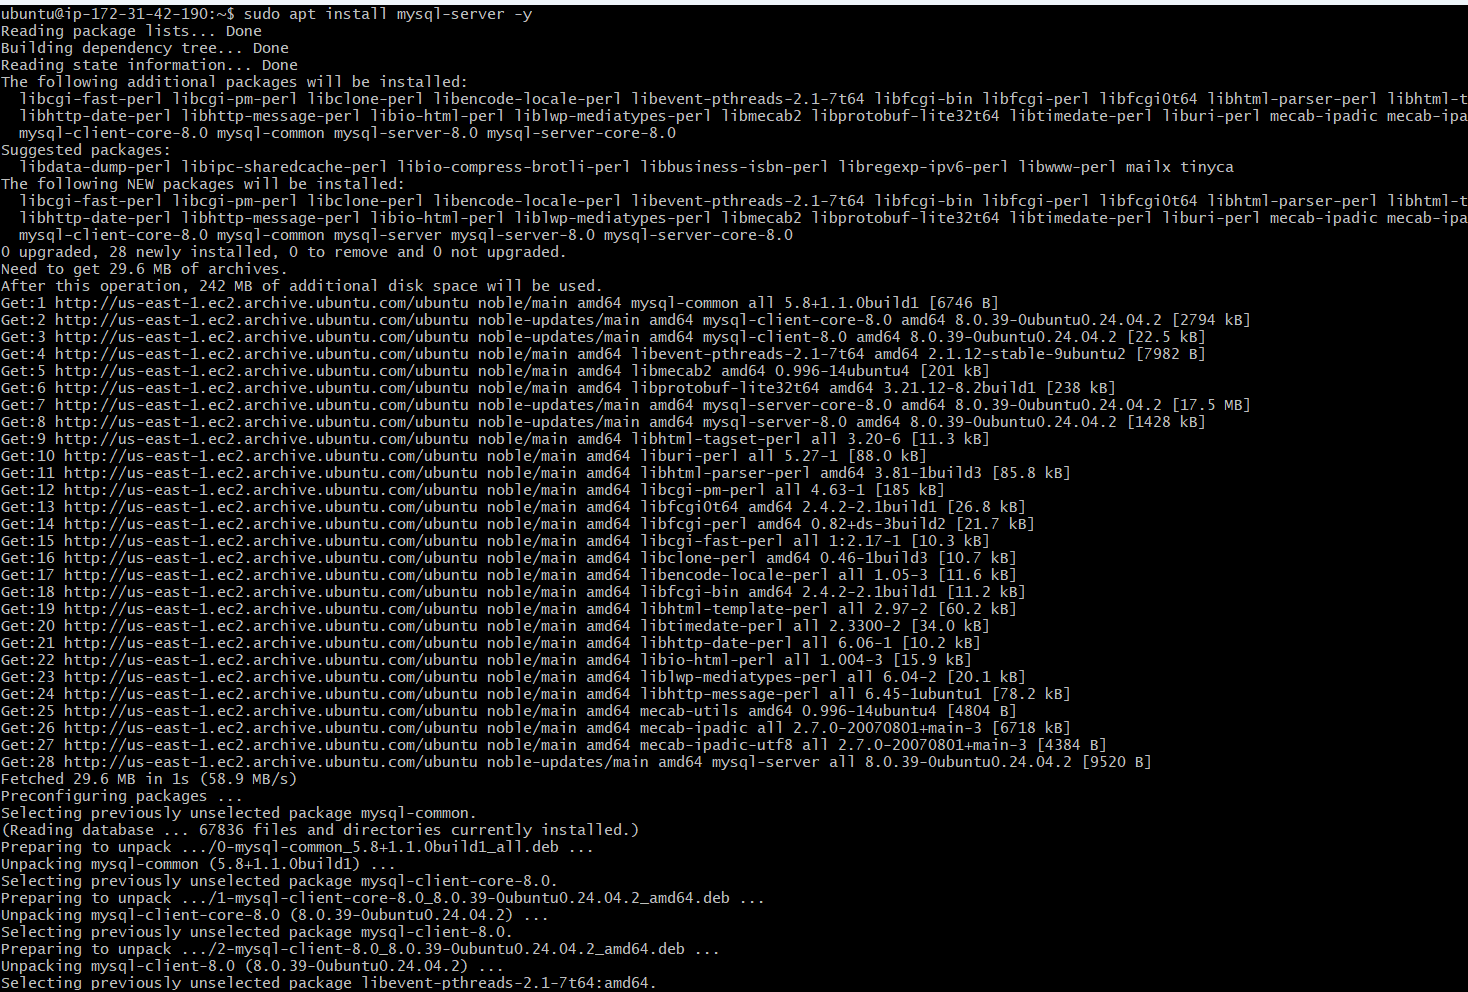 ubuntu@ip-172-31-42-190:~$ sudo apt install mysql-server -y
Reading package lists... Done
Building dependency tree... Done
Reading state information... Done
The following additional packages will be installed:
  libcgi-fast-perl libcgi-pm-perl libclone-perl libencode-locale-perl libevent-pthreads-2.1-7t64 libfcgi-bin libfcgi-perl libfcgi0t64 libhtml-parser-perl libhtml-t
  libhttp-date-perl libhttp-message-perl libio-html-perl liblwp-mediatypes-perl libmecab2 libprotobuf-lite32t64 libtimedate-perl liburi-perl mecab-ipadic mecab-ipa
  mysql-client-core-8.0 mysql-common mysql-server-8.0 mysql-server-core-8.0
Suggested packages:
  libdata-dump-perl libipc-sharedcache-perl libio-compress-brotli-perl libbusiness-isbn-perl libregexp-ipv6-perl libwww-perl mailx tinyca
The following NEW packages will be installed:
  libcgi-fast-perl libcgi-pm-perl libclone-perl libencode-locale-perl libevent-pthreads-2.1-7t64 libfcgi-bin libfcgi-perl libfcgi0t64 libhtml-parser-perl libhtml-t
  libhttp-date-perl libhttp-message-perl libio-html-perl liblwp-mediatypes-perl libmecab2 libprotobuf-lite32t64 libtimedate-perl liburi-perl mecab-ipadic mecab-ipa
  mysql-client-core-8.0 mysql-common mysql-server mysql-server-8.0 mysql-server-core-8.0
0 upgraded, 28 newly installed, 0 to remove and 0 not upgraded.
Need to get 29.6 MB of archives.
After this operation, 242 MB of additional disk space will be used.
Get:1 http://us-east-1.ec2.archive.ubuntu.com/ubuntu noble/main amd64 mysql-common all 5.8+1.1.0build1 [6746 B]
Get:2 http://us-east-1.ec2.archive.ubuntu.com/ubuntu noble-updates/main amd64 mysql-client-core-8.0 amd64 8.0.39-0ubuntu0.24.04.2 [2794 kB]
Get:3 http://us-east-1.ec2.archive.ubuntu.com/ubuntu noble-updates/main amd64 mysql-client-8.0 amd64 8.0.39-0ubuntu0.24.04.2 [22.5 kB]
Get:4 http://us-east-1.ec2.archive.ubuntu.com/ubuntu noble/main amd64 libevent-pthreads-2.1-7t64 amd64 2.1.12-stable-9ubuntu2 [7982 B]
Get:5 http://us-east-1.ec2.archive.ubuntu.com/ubuntu noble/main amd64 libmecab2 amd64 0.996-14ubuntu4 [201 kB]
Get:6 http://us-east-1.ec2.archive.ubuntu.com/ubuntu noble/main amd64 libprotobuf-lite32t64 amd64 3.21.12-8.2build1 [238 kB]
Get:7 http://us-east-1.ec2.archive.ubuntu.com/ubuntu noble-updates/main amd64 mysql-server-core-8.0 amd64 8.0.39-0ubuntu0.24.04.2 [17.5 MB]
Get:8 http://us-east-1.ec2.archive.ubuntu.com/ubuntu noble-updates/main amd64 mysql-server-8.0 amd64 8.0.39-0ubuntu0.24.04.2 [1428 kB]
Get:9 http://us-east-1.ec2.archive.ubuntu.com/ubuntu noble/main amd64 libhtml-tagset-perl all 3.20-6 [11.3 kB]
Get:10 http://us-east-1.ec2.archive.ubuntu.com/ubuntu noble/main amd64 liburi-perl all 5.27-1 [88.0 kB]
Get:11 http://us-east-1.ec2.archive.ubuntu.com/ubuntu noble/main amd64 libhtml-parser-perl amd64 3.81-1build3 [85.8 kB]
Get:12 http://us-east-1.ec2.archive.ubuntu.com/ubuntu noble/main amd64 libcgi-pm-perl all 4.63-1 [185 kB]
Get:13 http://us-east-1.ec2.archive.ubuntu.com/ubuntu noble/main amd64 libfcgi0t64 amd64 2.4.2-2.1build1 [26.8 kB]
Get:14 http://us-east-1.ec2.archive.ubuntu.com/ubuntu noble/main amd64 libfcgi-perl amd64 0.82+ds-3build2 [21.7 kB]
Get:15 http://us-east-1.ec2.archive.ubuntu.com/ubuntu noble/main amd64 libcgi-fast-perl all 1:2.17-1 [10.3 kB]
Get:16 http://us-east-1.ec2.archive.ubuntu.com/ubuntu noble/main amd64 libclone-perl amd64 0.46-1build3 [10.7 kB]
Get:17 http://us-east-1.ec2.archive.ubuntu.com/ubuntu noble/main amd64 libencode-locale-perl all 1.05-3 [11.6 kB]
Get:18 http://us-east-1.ec2.archive.ubuntu.com/ubuntu noble/main amd64 libfcgi-bin amd64 2.4.2-2.1build1 [11.2 kB]
Get:19 http://us-east-1.ec2.archive.ubuntu.com/ubuntu noble/main amd64 libhtml-template-perl all 2.97-2 [60.2 kB]
Get:20 http://us-east-1.ec2.archive.ubuntu.com/ubuntu noble/main amd64 libtimedate-perl all 2.3300-2 [34.0 kB]
Get:21 http://us-east-1.ec2.archive.ubuntu.com/ubuntu noble/main amd64 libhttp-date-perl all 6.06-1 [10.2 kB]
Get:22 http://us-east-1.ec2.archive.ubuntu.com/ubuntu noble/main amd64 libio-html-perl all 1.004-3 [15.9 kB]
Get:23 http://us-east-1.ec2.archive.ubuntu.com/ubuntu noble/main amd64 liblwp-mediatypes-perl all 6.04-2 [20.1 kB]
Get:24 http://us-east-1.ec2.archive.ubuntu.com/ubuntu noble/main amd64 libhttp-message-perl all 6.45-1ubuntu1 [78.2 kB]
Get:25 http://us-east-1.ec2.archive.ubuntu.com/ubuntu noble/main amd64 mecab-utils amd64 0.996-14ubuntu4 [4804 B]
Get:26 http://us-east-1.ec2.archive.ubuntu.com/ubuntu noble/main amd64 mecab-ipadic all 2.7.0-20070801+main-3 [6718 kB]
Get:27 http://us-east-1.ec2.archive.ubuntu.com/ubuntu noble/main amd64 mecab-ipadic-utf8 all 2.7.0-20070801+main-3 [4384 B]
Get:28 http://us-east-1.ec2.archive.ubuntu.com/ubuntu noble-updates/main amd64 mysql-server all 8.0.39-0ubuntu0.24.04.2 [9520 B]
Fetched 29.6 MB in 1s (58.9 MB/s)
Preconfiguring packages ...
Selecting previously unselected package mysql-common.
(Reading database ... 67836 files and directories currently installed.)
Preparing to unpack .../0-mysql-common_5.8+1.1.0build1_all.deb ...
Unpacking mysql-common (5.8+1.1.0build1) ...
Selecting previously unselected package mysql-client-core-8.0.
Preparing to unpack .../1-mysql-client-core-8.0_8.0.39-0ubuntu0.24.04.2_amd64.deb ...
Unpacking mysql-client-core-8.0 (8.0.39-0ubuntu0.24.04.2) ...
Selecting previously unselected package mysql-client-8.0.
Preparing to unpack .../2-mysql-client-8.0_8.0.39-0ubuntu0.24.04.2_amd64.deb ...
Unpacking mysql-client-8.0 (8.0.39-0ubuntu0.24.04.2) ...
Selecting previously unselected package libevent-pthreads-2.1-7t64:amd64.